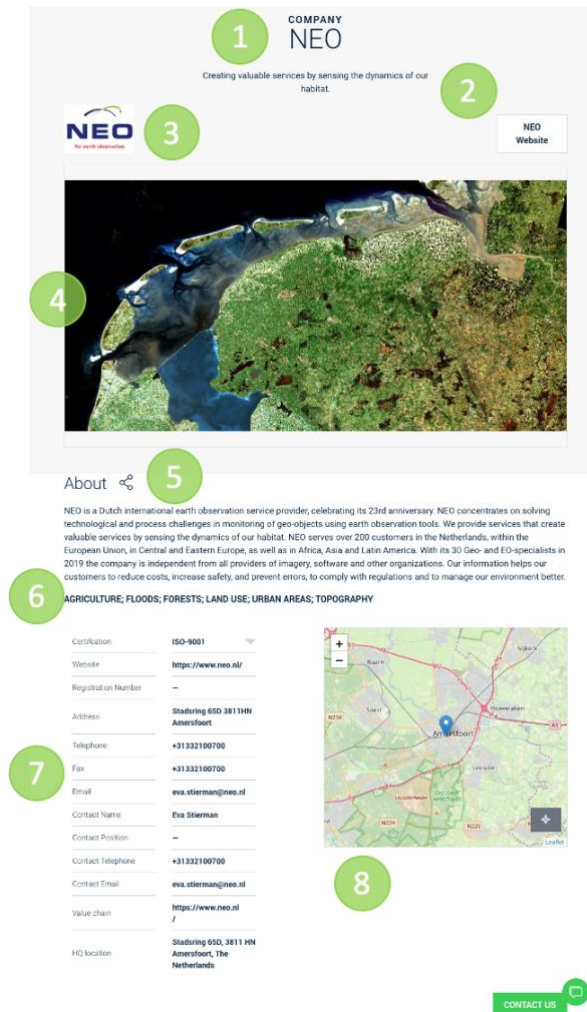 COMPANY
1
NEO
Creating valuable services by sensing the dynamics of our
habitat.
2
NEO
for earth observation
3
NEO
Website
4
About
5
NEO is a Dutch international earth observation service provider, celebrating its 23rd anniversary. NEO concentrates on solving
technological and process challenges in monitoring of geo-objects using earth observation tools. We provide services that create
valuable services by sensing the dynamics of our habitat. NEO serves over 200 customers in the Netherlands, within the
European Union, in Central and Eastern Europe, as well as in Africa, Asia and Latin America. With its 30 Geo- and EO-specialists in
2019 the company is independent from all providers of imagery, software and other organizations. Our information helps our
customers to reduce costs, increase safety, and prevent errors, to comply with regulations and to manage our environment better.
6
AGRICULTURE; FLOODS; FORESTS; LAND USE; URBAN AREAS; TOPOGRAPHY
Certification ISO-9001
Website https://www.neo.nl/
Registration Number –
Address Stadsring 65D 3811HN
Amersfoort
Telephone +31332100700
7
Fax +31332100700
Email eva.stierman@neo.nl
Contact Name Eva Stierman
Contact Position –
Contact Telephone +31332100700
Contact Email eva.stierman@neo.nl
Value chain https://www.neo.nl
/
HQ location Stadsring 65D, 3811 HN
Amersfoort, The
Netherlands
+
−
Nijkerk
Baarn
Soest
Hoevelaken
N234
A1
Amersfoort
Leusden
N224
N226
Leaflet
8
CONTACT US